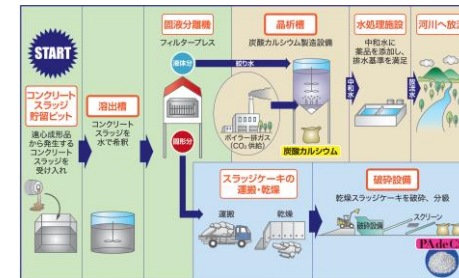 START
コンクリート
スラッジ
貯留ピット
遠心成形品
から発生する
コンクリート
スラッジを
受け入れ
溶出槽
コンクリート
スラッジを
水で希釈
固液分離機
フィルタープレス
液体分
固形分
絞り水
晶析槽
炭酸カルシウム製造設備
ボイラー排ガス
(CO₂供給)
炭酸カルシウム
中和水
水処理施設
中和水に
薬品を添加し、
排水基準を満足
放流水
河川へ放流
スラッジケーキの
運搬・乾燥
運搬
乾燥
破砕設備
乾燥スラッジケーキを破砕、分級
破砕設備
スクリーン
PAdeC